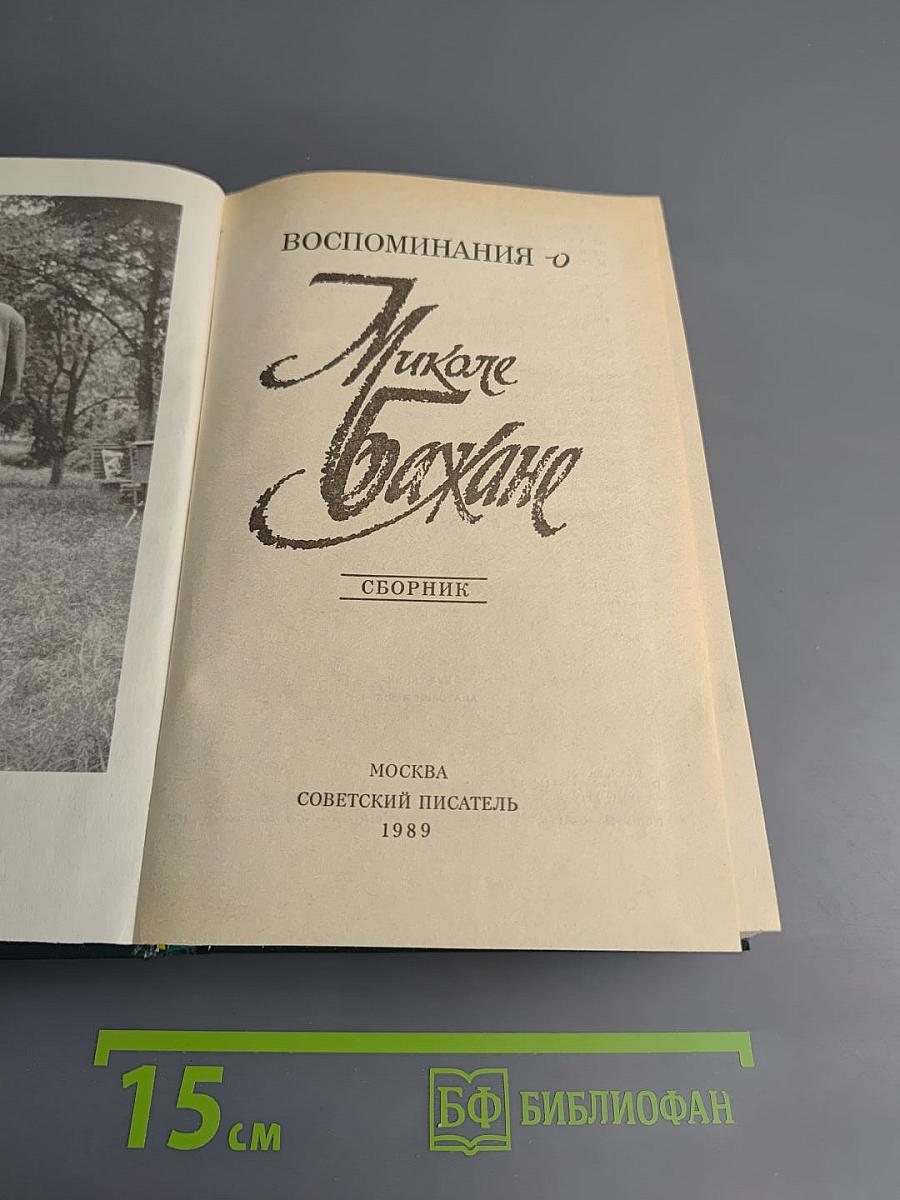 ВОСПОМИНАНИЯ о
Миколе
Бажане
СБОРНИК
МОСКВА
СОВЕТСКИЙ ПИСАТЕЛЬ
1989
15 см
БФ БИБЛИОФАН